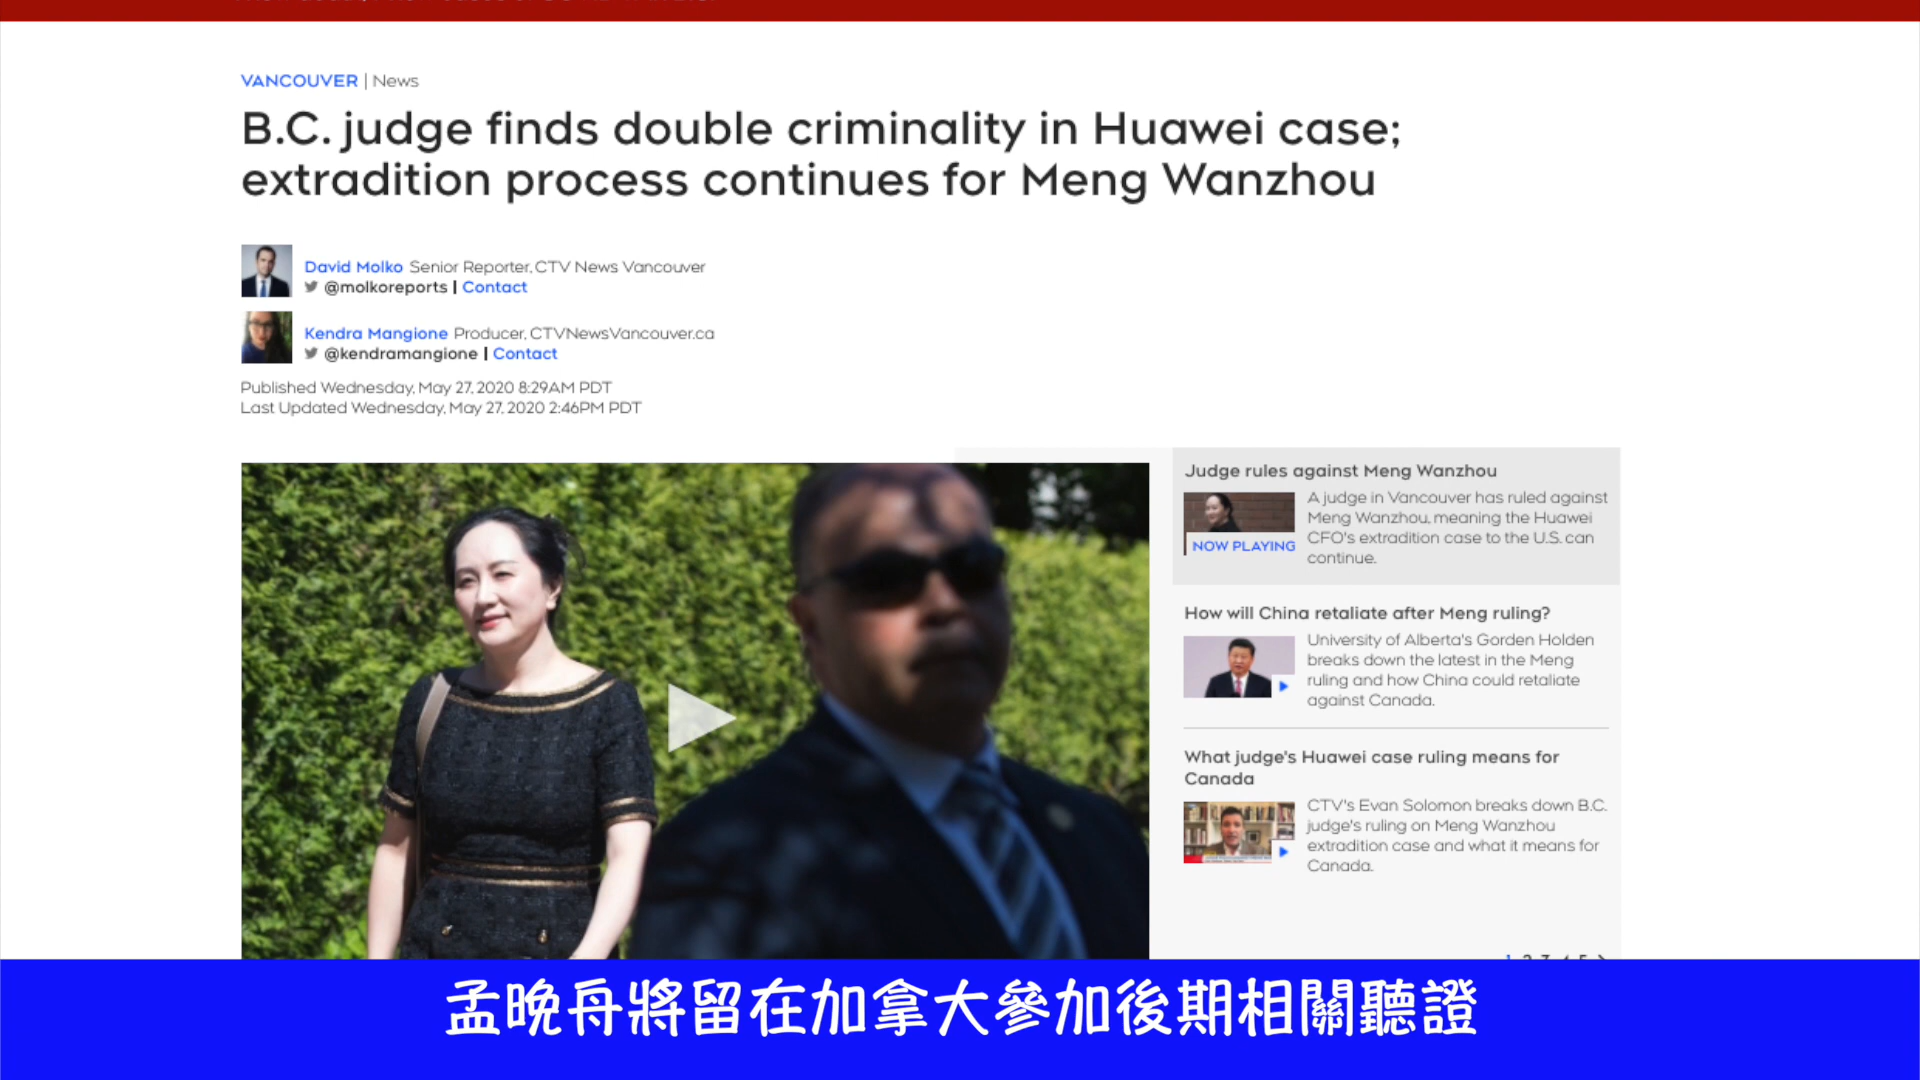 VANCOUVER | News
B.C. judge finds double criminality in Huawei case;
extradition process continues for Meng Wanzhou
David Molko Senior Reporter, CTV News Vancouver
@molkoreports | Contact
Kendra Mangione Producer, CTVNewsVancouver.ca
@kendramangione | Contact
Published Wednesday, May 27, 2020 8:29AM PDT
Last Updated Wednesday, May 27, 2020 2:46PM PDT
Judge rules against Meng Wanzhou
NOW PLAYING
A judge in Vancouver has ruled against
Meng Wanzhou, meaning the Huawei
CFO's extradition case to the U.S. can
continue.
How will China retaliate after Meng ruling?
University of Alberta's Gorden Holden
breaks down the latest in the Meng
ruling and how China could retaliate
against Canada.
What judge's Huawei case ruling means for
Canada
CTV's Evan Solomon breaks down B.C.
judge's ruling on Meng Wanzhou
extradition case and what it means for
Canada.
孟晚舟將留在加拿大參加後期相關聽證